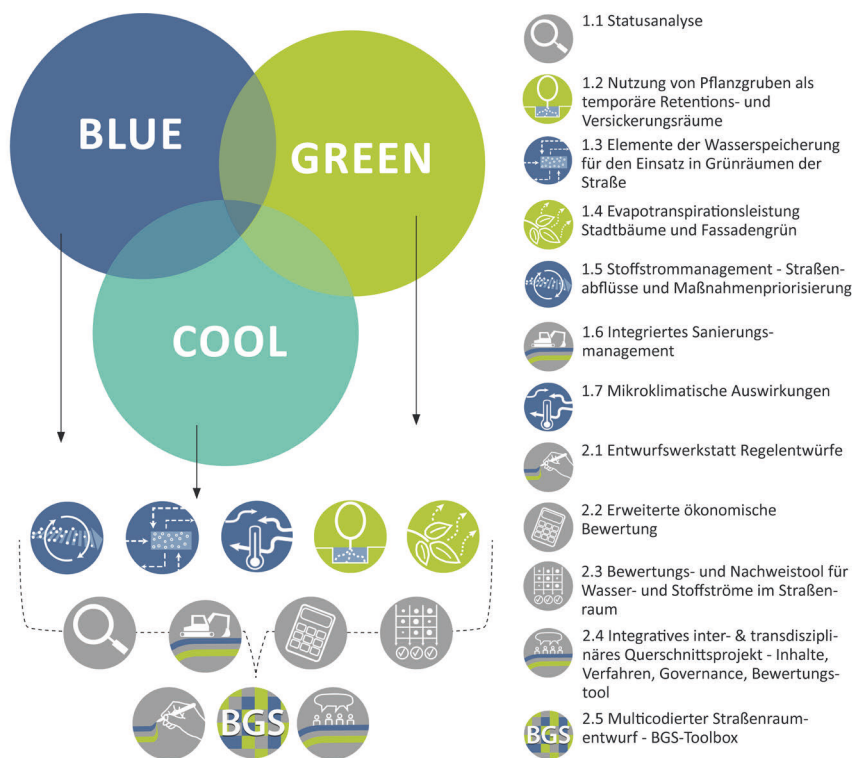 BLUE
GREEN
COOL
BGS
1.1 Statusanalyse
1.2 Nutzung von Pflanzgruben als
temporäre Retentions- und
Versickerungsräume
1.3 Elemente der Wasserspeicherung
für den Einsatz in Grünräumen der
Straße
1.4 Evapotranspirationsleistung
Stadtbäume und Fassadengrün
1.5 Stoffstrommanagement - Straßen-
abflüsse und Maßnahmenpriorisierung
1.6 Integriertes Sanierungs-
management
1.7 Mikroklimatische Auswirkungen
2.1 Entwurfswerkstatt Regelentwürfe
2.2 Erweiterte ökonomische
Bewertung
2.3 Bewertungs- und Nachweistool für
Wasser- und Stoffströme im Straßen-
raum
2.4 Integratives inter- & transdiszipli-
näres Querschnittsprojekt - Inhalte,
Verfahren, Governance, Bewertungs-
tool
BGS
2.5 Multicodierter Straßenraum-
entwurf - BGS-Toolbox